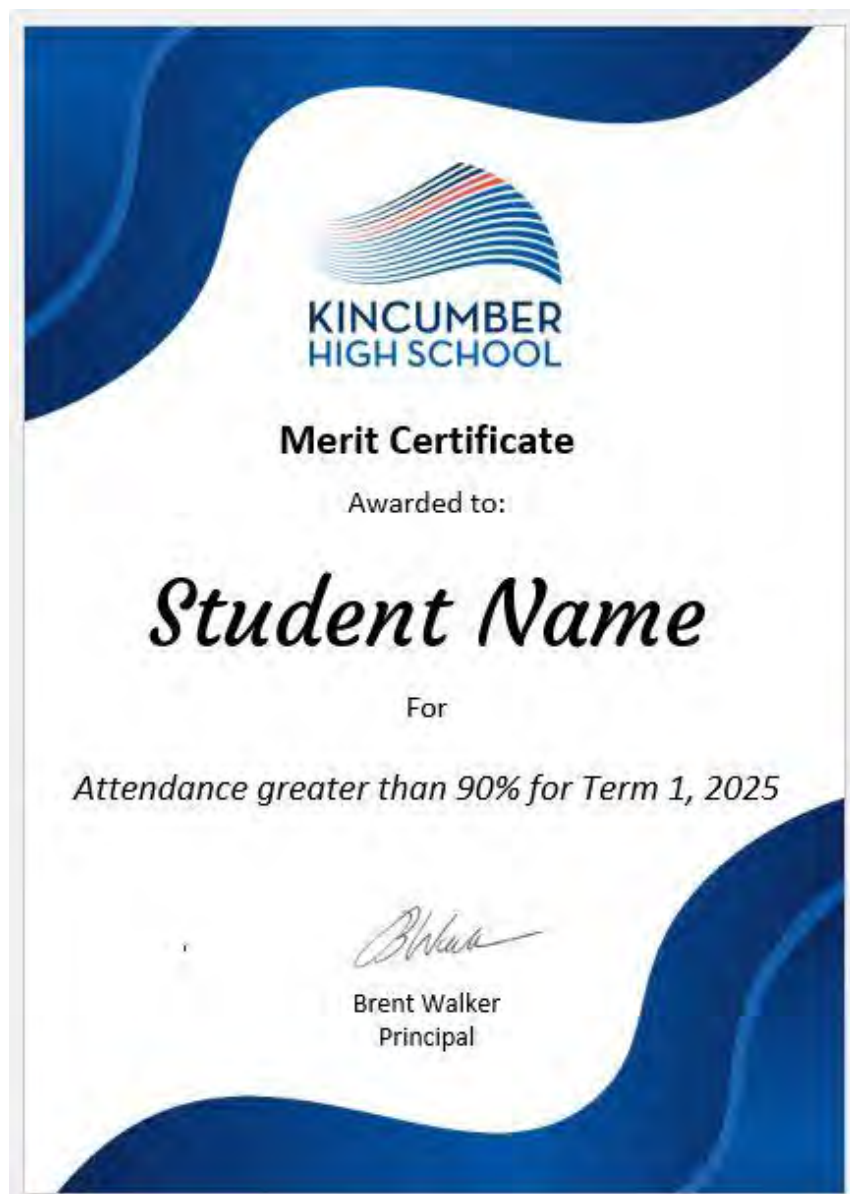 KINCUMBER
HIGH SCHOOL
Merit Certificate
Awarded to:
Student Name
For
Attendance greater than 90% for Term 1, 2025
Brent Walker
Principal